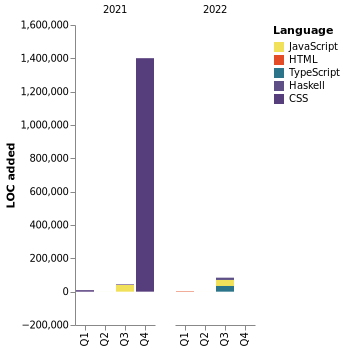 2021
2022
LOC added
1,600,000
1,400,000
1,200,000
1,000,000
800,000
600,000
400,000
200,000
0
−200,000
Q1
Q2
Q3
Q4
Q1
Q2
Q3
Q4
Language
JavaScript
HTML
TypeScript
Haskell
CSS